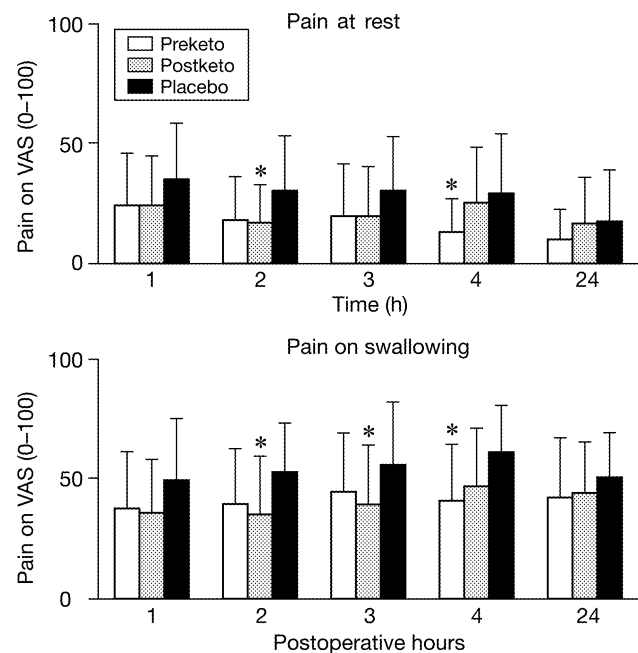 Pain at rest
100
50
0
Pain on VAS (0–100)
Preketo
Postketo
Placebo
*
*
1 2 3 4 24
Time (h)
Pain on swallowing
100
50
0
Pain on VAS (0–100)
*
*
*
1 2 3 4 24
Postoperative hours